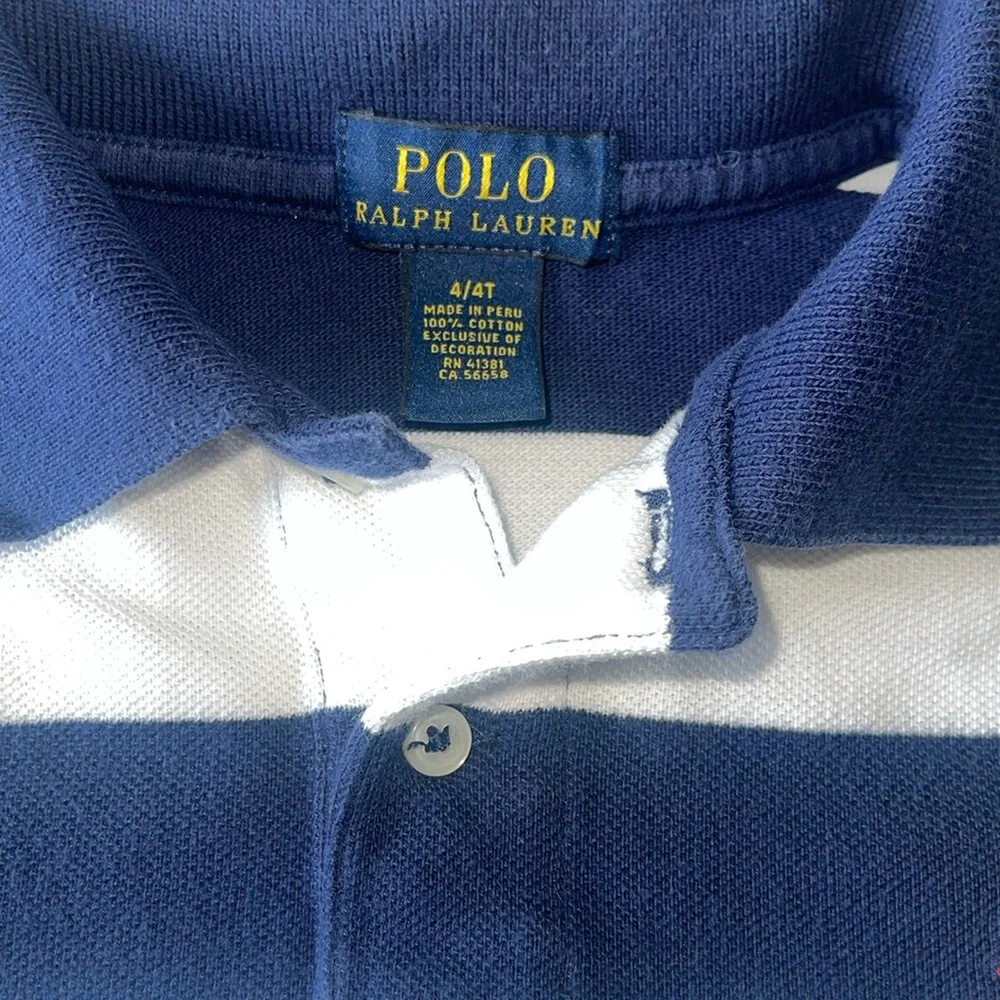 POLO
RALPH LAUREN
4/4T
MADE IN PERU
100% COTTON
EXCLUSIVE OF
DECORATION
RN 41381
CA 56658